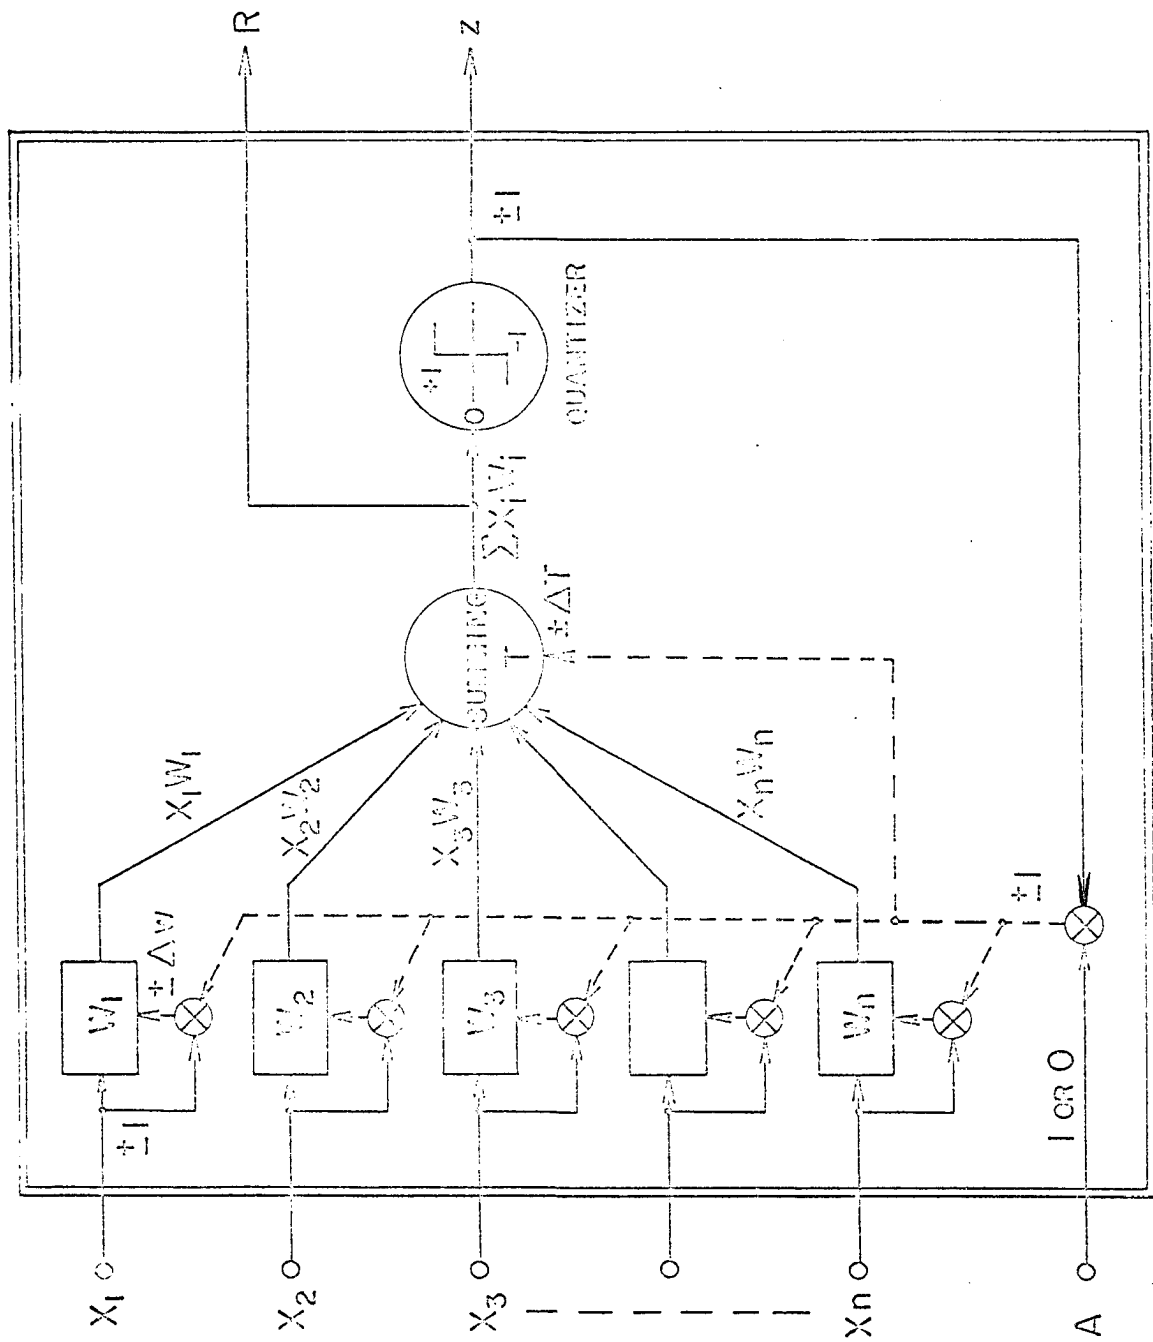 X1
±1
W1
±Δw
X1W1
R
X2
W2
X2W2
X3
W3
X3W3
SUMMING
T
±ΔT
ΣXiWi
0
+1
-1
QUANTIZER
±1
Z
Xn
Wn
XnWn
A
1 OR 0
±1